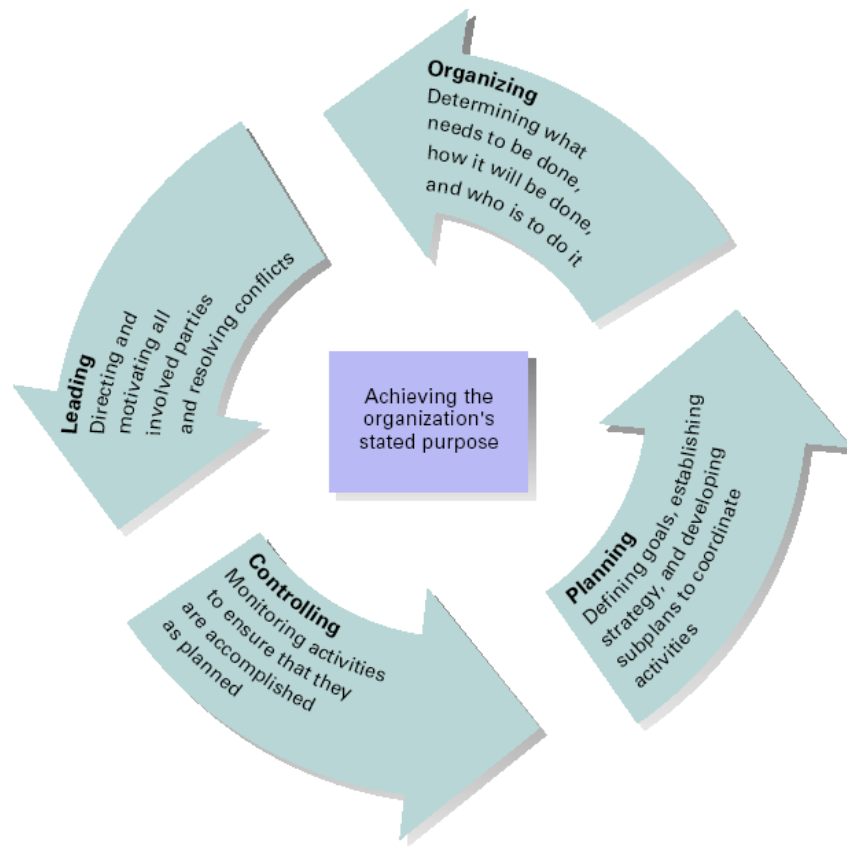 Organizing
Determining what
needs to be done,
how it will be done,
and who is to do it
Leading
Directing and
motivating all
involved parties
and resolving conflicts
Achieving the
organization's
stated purpose
Planning
Defining goals, establishing
strategy, and developing
subplans to coordinate
activities
Controlling
Monitoring activities
to ensure that they
are accomplished
as planned